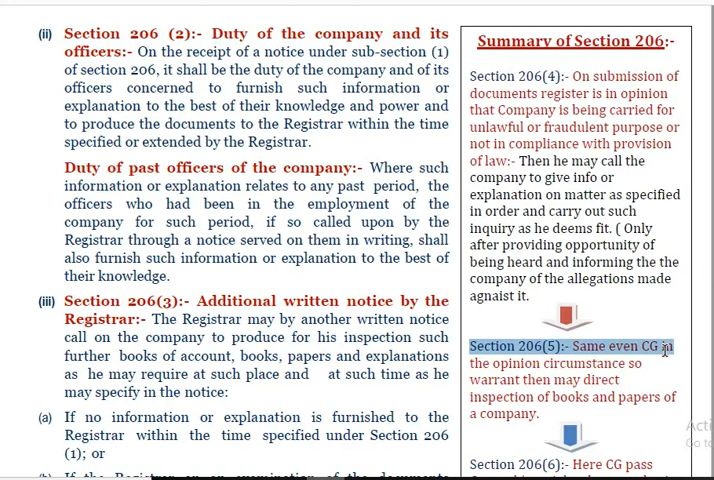 (ii) Section 206 (2):- Duty of the company and its
officers:- On the receipt of a notice under sub-section (1)
of section 206, it shall be the duty of the company and of its
officers concerned to furnish such information or
explanation to the best of their knowledge and power and
to produce the documents to the Registrar within the time
specified or extended by the Registrar.
Duty of past officers of the company:- Where such
information or explanation relates to any past period, the
officers who had been in the employment of the
company for such period, if so called upon by the
Registrar through a notice served on them in writing, shall
also furnish such information or explanation to the best of
their knowledge.
(iii) Section 206(3):- Additional written notice by the
Registrar:- The Registrar may by another written notice
call on the company to produce for his inspection such
further books of account, books, papers and explanations
as he may require at such place and at such time as he
may specify in the notice:
(a) If no information or explanation is furnished to the
Registrar within the time specified under Section 206
(1); or
Summary of Section 206:-
Section 206(4):- On submission of
documents register is in opinion
that Company is being carried for
unlawful or fraudulent purpose or
not in compliance with provision
of law:- Then he may call the
company to give info or
explanation on matter as specified
in order and carry out such
inquiry as he deems fit. ( Only
after providing opportunity of
being heard and informing the the
company of the allegations made
agnaist it.
Section 206(5):- Same even CG in
the opinion circumstance so
warrant then may direct
inspection of books and papers of
a company.
Section 206(6):- Here CG pass